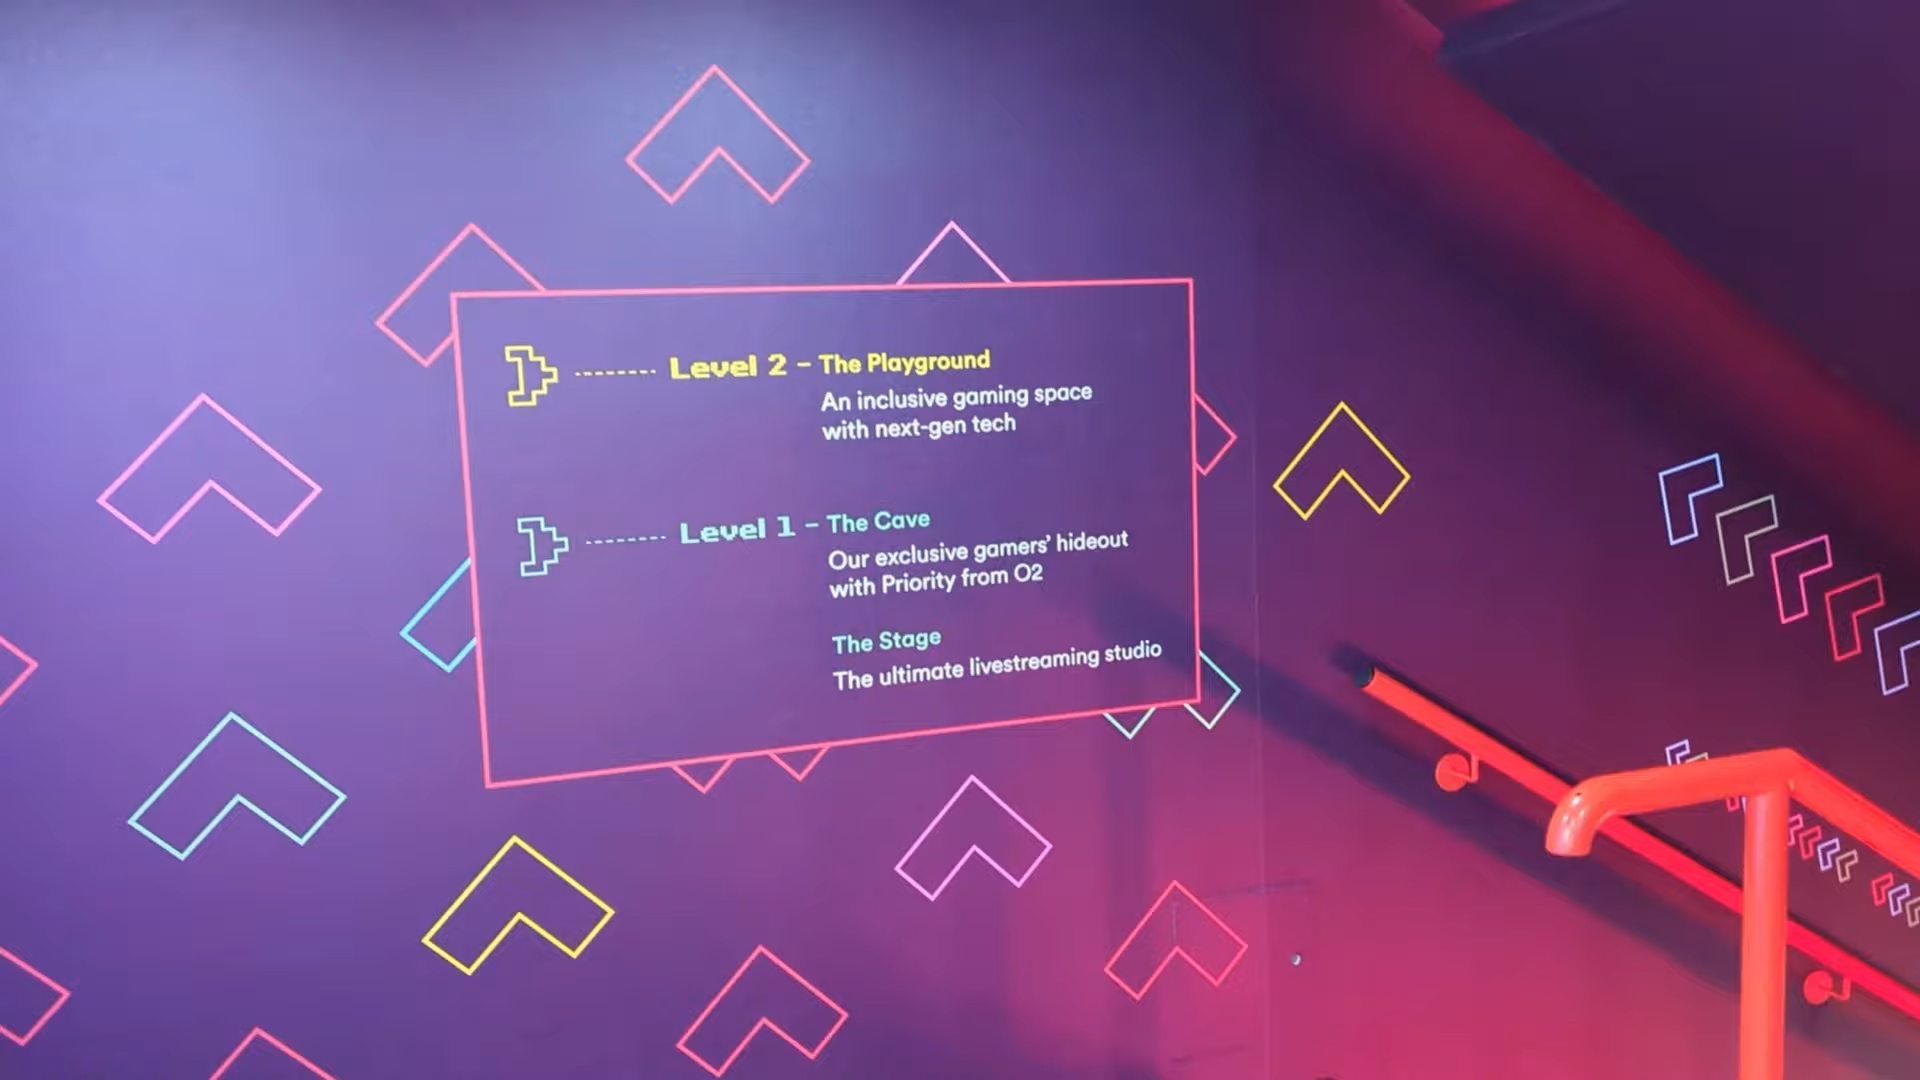 Level 2 – The Playground
An inclusive gaming space
with next-gen tech
Level 1 – The Cave
Our exclusive gamers' hideout
with Priority from O2
The Stage
The ultimate livestreaming studio